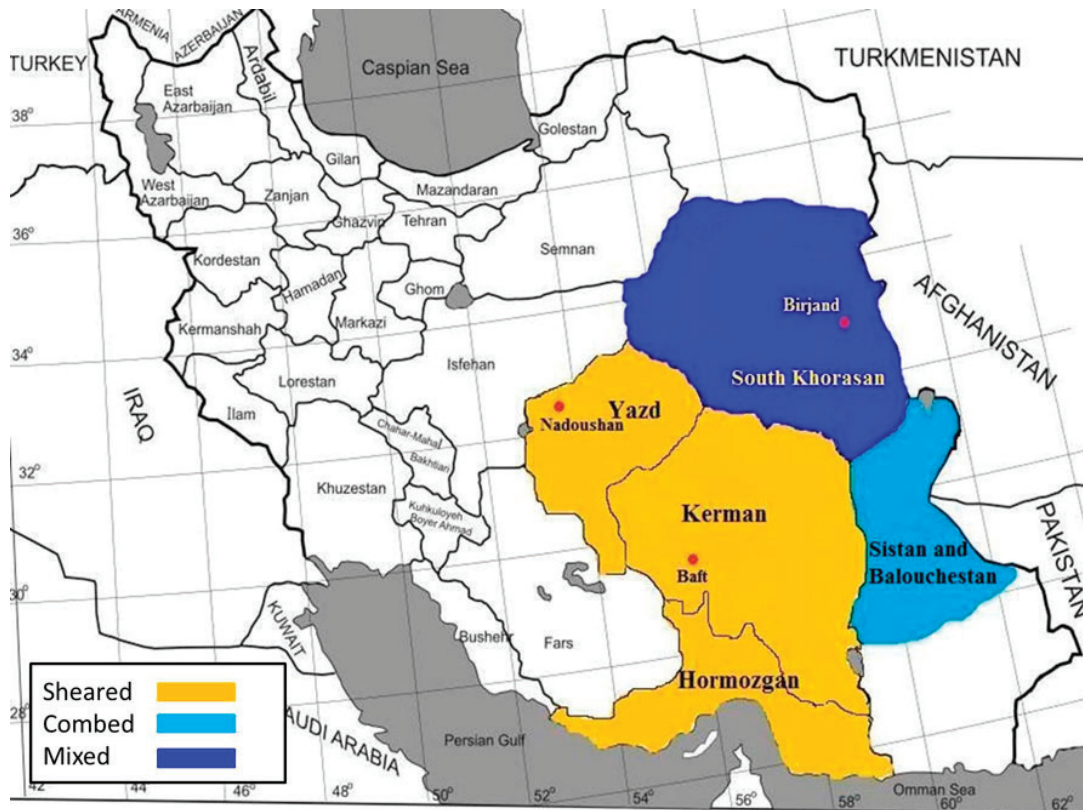 ARMENIA
AZERBAIJAN
TURKEY
Ardabil
Caspian Sea
TURKMENISTAN
East
Azarbaijan
38°
Gilan
Golestan
West
Azarbaijan
Zanjan
Mazandaran
Ghazvin
Tehran
36°
Kordestan
Semnan
Hamadan
Ghom
Birjand
AFGHANISTAN
Kermanshah
Markazi
34°
Isfehan
IRAQ
Lorestan
South Khorasan
Ilam
Yazd
Nadoushan
Chahar-Mahal
Bakhtiari
32°
Khuzestan
Kuhkuloyeh
Boyer Ahmad
Kerman
PAKISTAN
Sistan and
Balouchestan
Baft
30°
KUWAIT
Bushehr
Fars
Hormozgan
Sheared
Combed
Mixed
28°
AUDI ARABIA
Persian Gulf
Omman Sea
42
44
46°
48°
50°
52°
54°
56°
58°
60°
62°